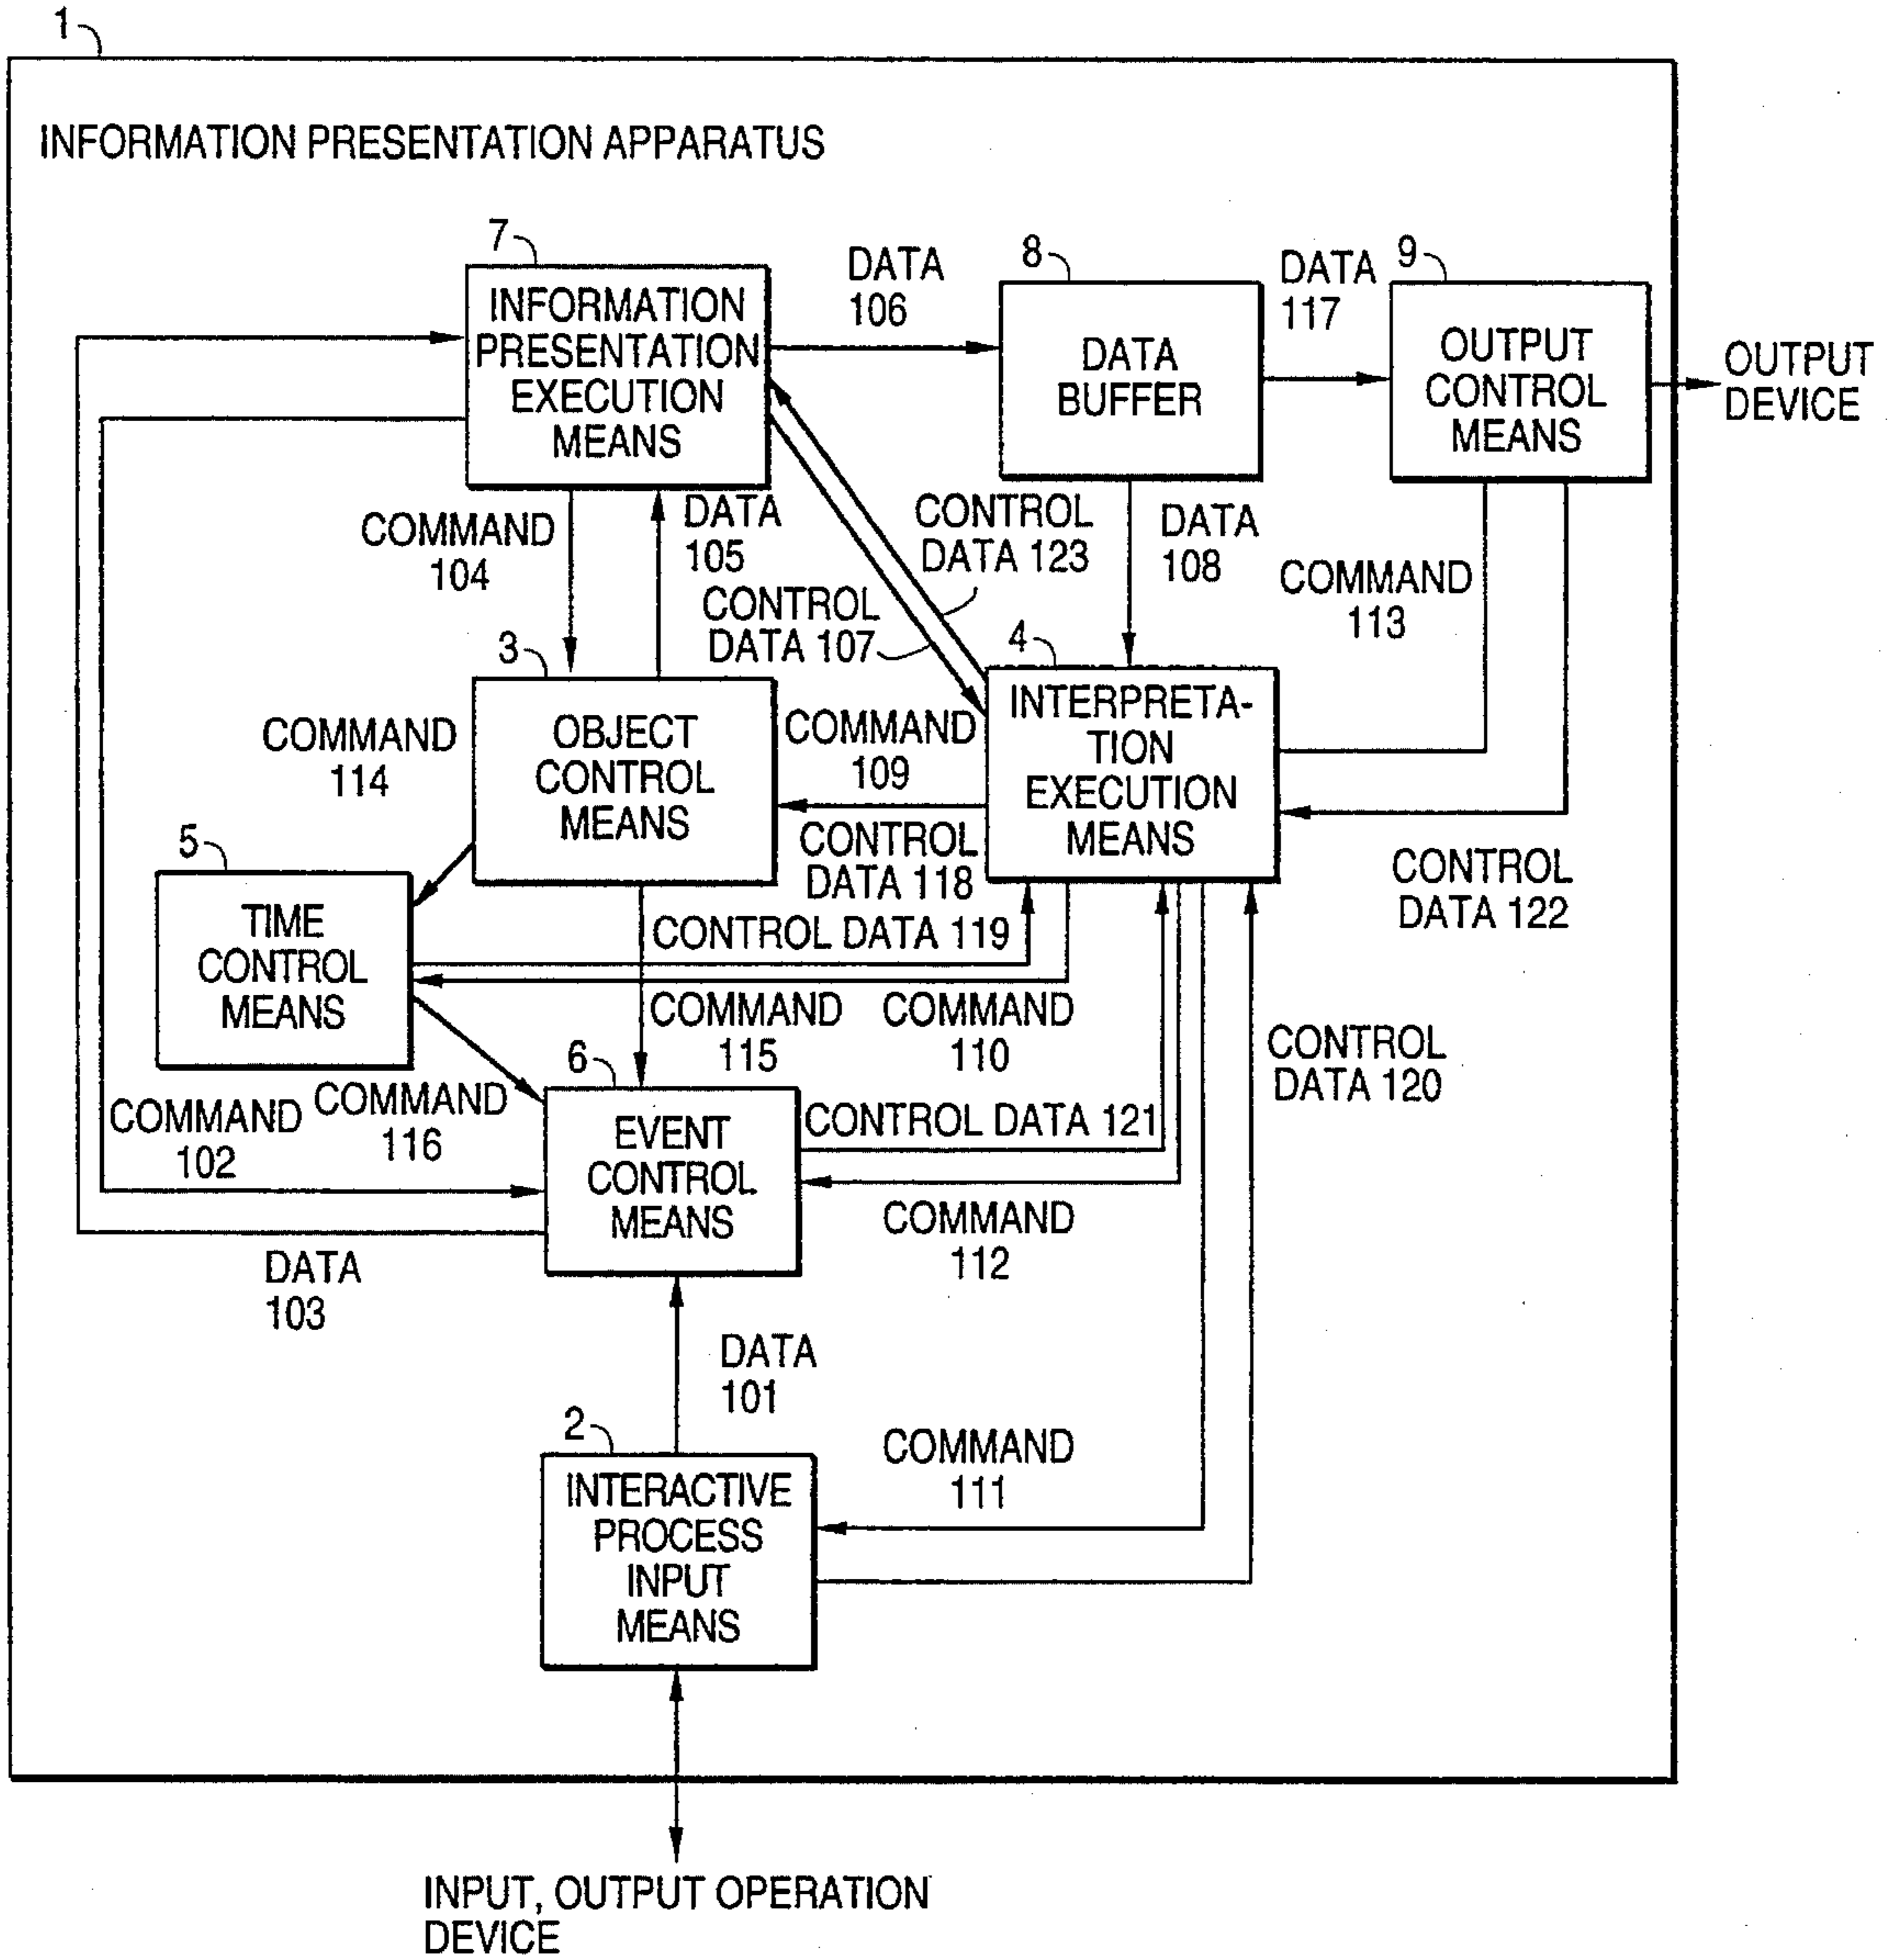 1
INFORMATION PRESENTATION APPARATUS
7
INFORMATION
PRESENTATION
EXECUTION
MEANS
DATA
106
8
DATA
BUFFER
DATA
117
9
OUTPUT
CONTROL
MEANS
OUTPUT
DEVICE
COMMAND
104
DATA
105
CONTROL
DATA 123
DATA
108
COMMAND
113
CONTROL
DATA 107
3
OBJECT
CONTROL
MEANS
4
INTERPRETA-
TION
EXECUTION
MEANS
COMMAND
114
COMMAND
109
CONTROL
DATA 118
CONTROL
DATA 122
5
TIME
CONTROL
MEANS
CONTROL DATA 119
COMMAND
115
COMMAND
110
CONTROL
DATA 120
COMMAND
102
COMMAND
116
6
EVENT
CONTROL
MEANS
CONTROL DATA 121
COMMAND
112
DATA
103
DATA
101
2
INTERACTIVE
PROCESS
INPUT
MEANS
COMMAND
111
INPUT, OUTPUT OPERATION
DEVICE